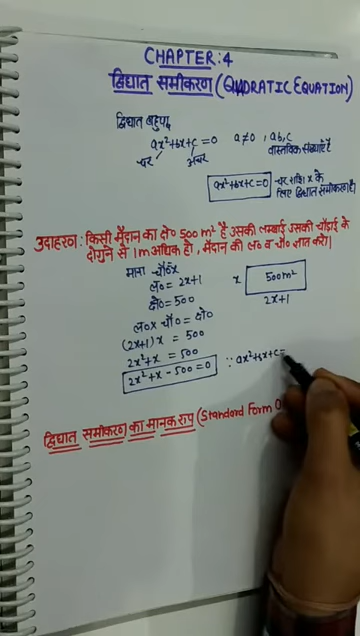 CHAPTER:4
द्विघात समीकरण (QUADRATIC EQUATION)
द्विघात बहुपद
ax²+bx+c=0 a≠0 , a,b,c
वास्तविक संख्याएँ है
चर अचर
ax²+bx+c=0 चर राशि x के
लिए द्विघात समीकरण है।
उदाहरण: किसी मैदान का क्षे० 500 m² है उसकी लम्बाई उसकी चौड़ाई के
दोगुने से 1m अधिक हो, मैदान की ल० व चौ० ज्ञात करो।
माना चौ० x
ल० = 2x+1
क्षे० = 500
ल० x चौ० = क्षे०
(2x+1) x = 500
2x²+x = 500
2x²+x - 500 = 0
x 500m²
2x+1
∵ ax²+bx+c=
द्विघात समीकरण का मानक रूप (Standard Form